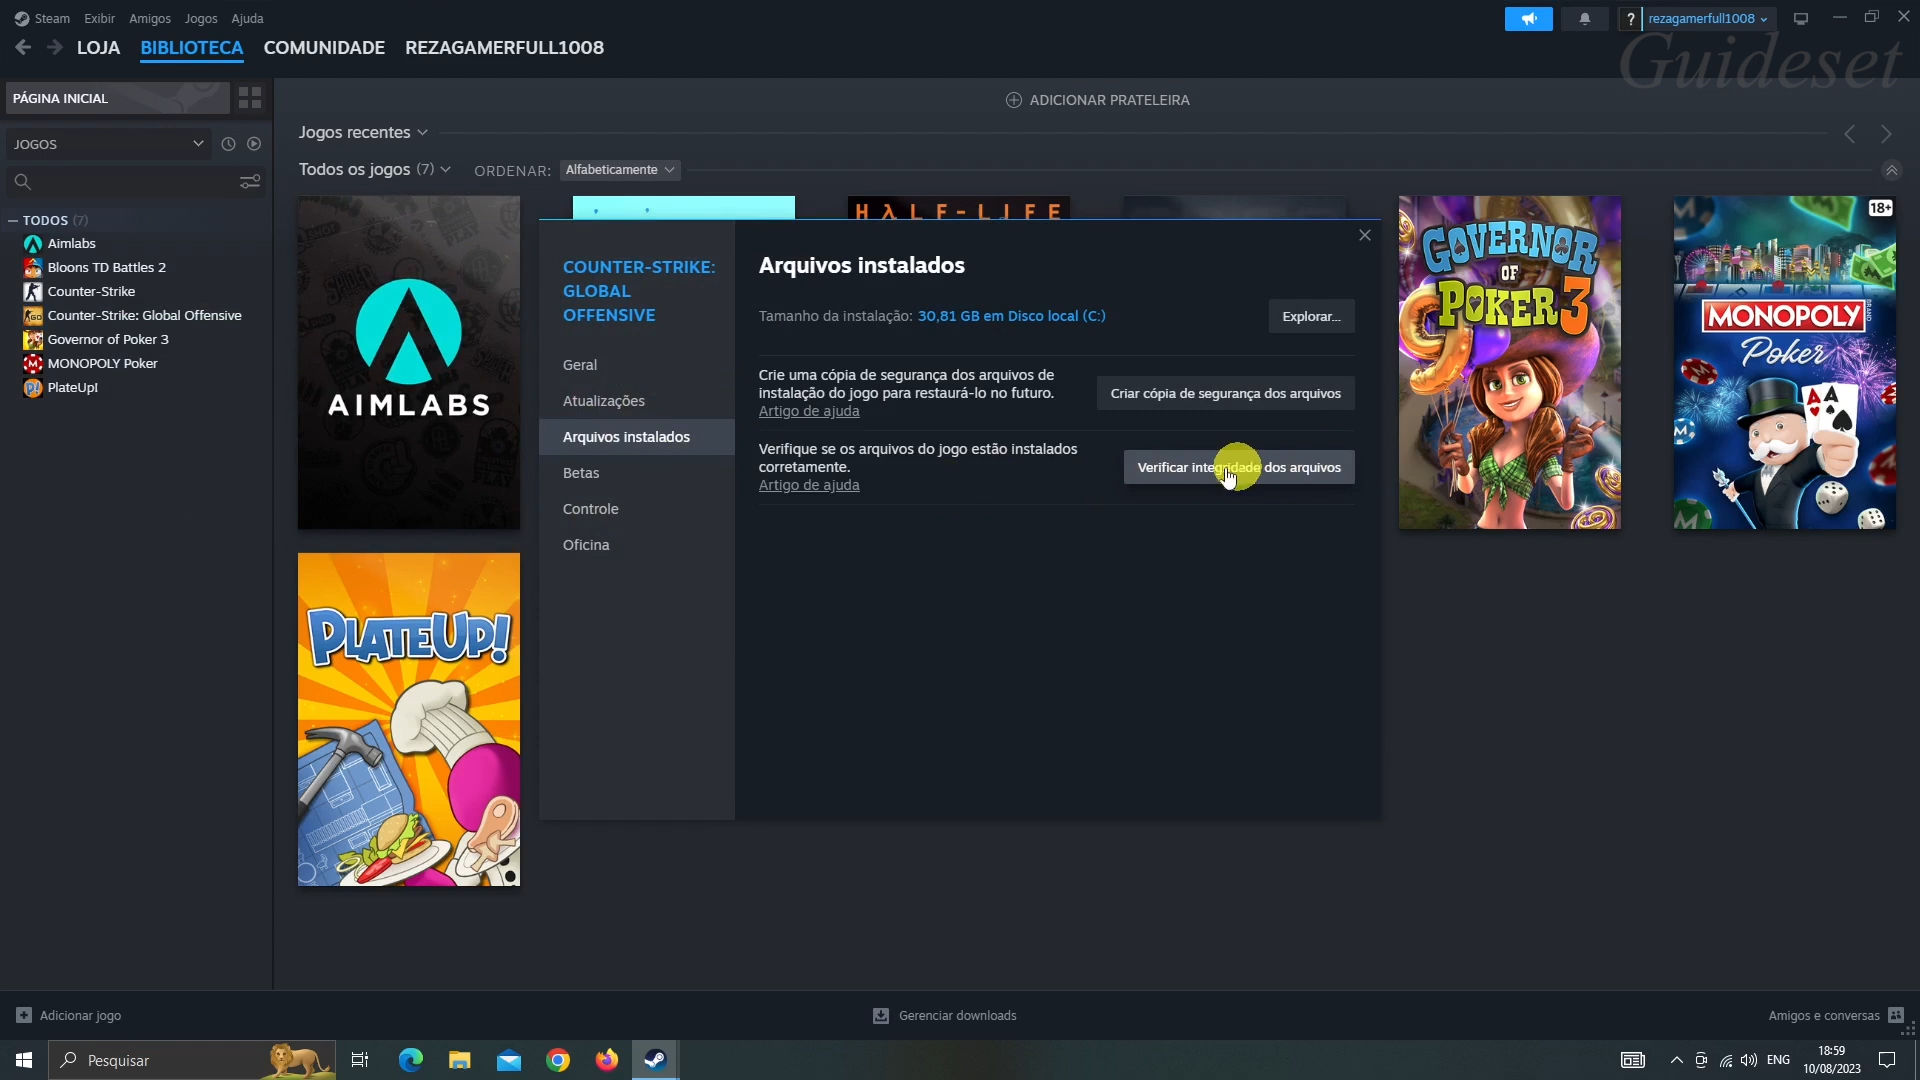 Steam Exibir Amigos Jogos Ajuda
? rezagamerfull1008
LOJA BIBLIOTECA COMUNIDADE REZAGAMERFULL1008
Guideset
PÁGINA INICIAL
ADICIONAR PRATELEIRA
JOGOS
Jogos recentes
Todos os jogos (7) ORDENAR: Alfabeticamente
TODOS (7)
Aimlabs
Bloons TD Battles 2
Counter-Strike
Counter-Strike: Global Offensive
Governor of Poker 3
MONOPOLY Poker
PlateUp!
AIMLABS
HλLF-LIFE
COUNTER-STRIKE:
GLOBAL
OFFENSIVE
Geral
Atualizações
Arquivos instalados
Betas
Controle
Oficina
Arquivos instalados
Tamanho da instalação: 30,81 GB em Disco local (C:)
Explorar...
Crie uma cópia de segurança dos arquivos de
instalação do jogo para restaurá-lo no futuro.
Artigo de ajuda
Criar cópia de segurança dos arquivos
Verifique se os arquivos do jogo estão instalados
corretamente.
Artigo de ajuda
Verificar integridade dos arquivos
GOVERNOR
OF
POKER 3
18+
MONOPOLY
BRAND
Poker
A A
PLATEUP!
Adicionar jogo
Gerenciar downloads
Amigos e conversas
Pesquisar
ENG
18:59
10/08/2023